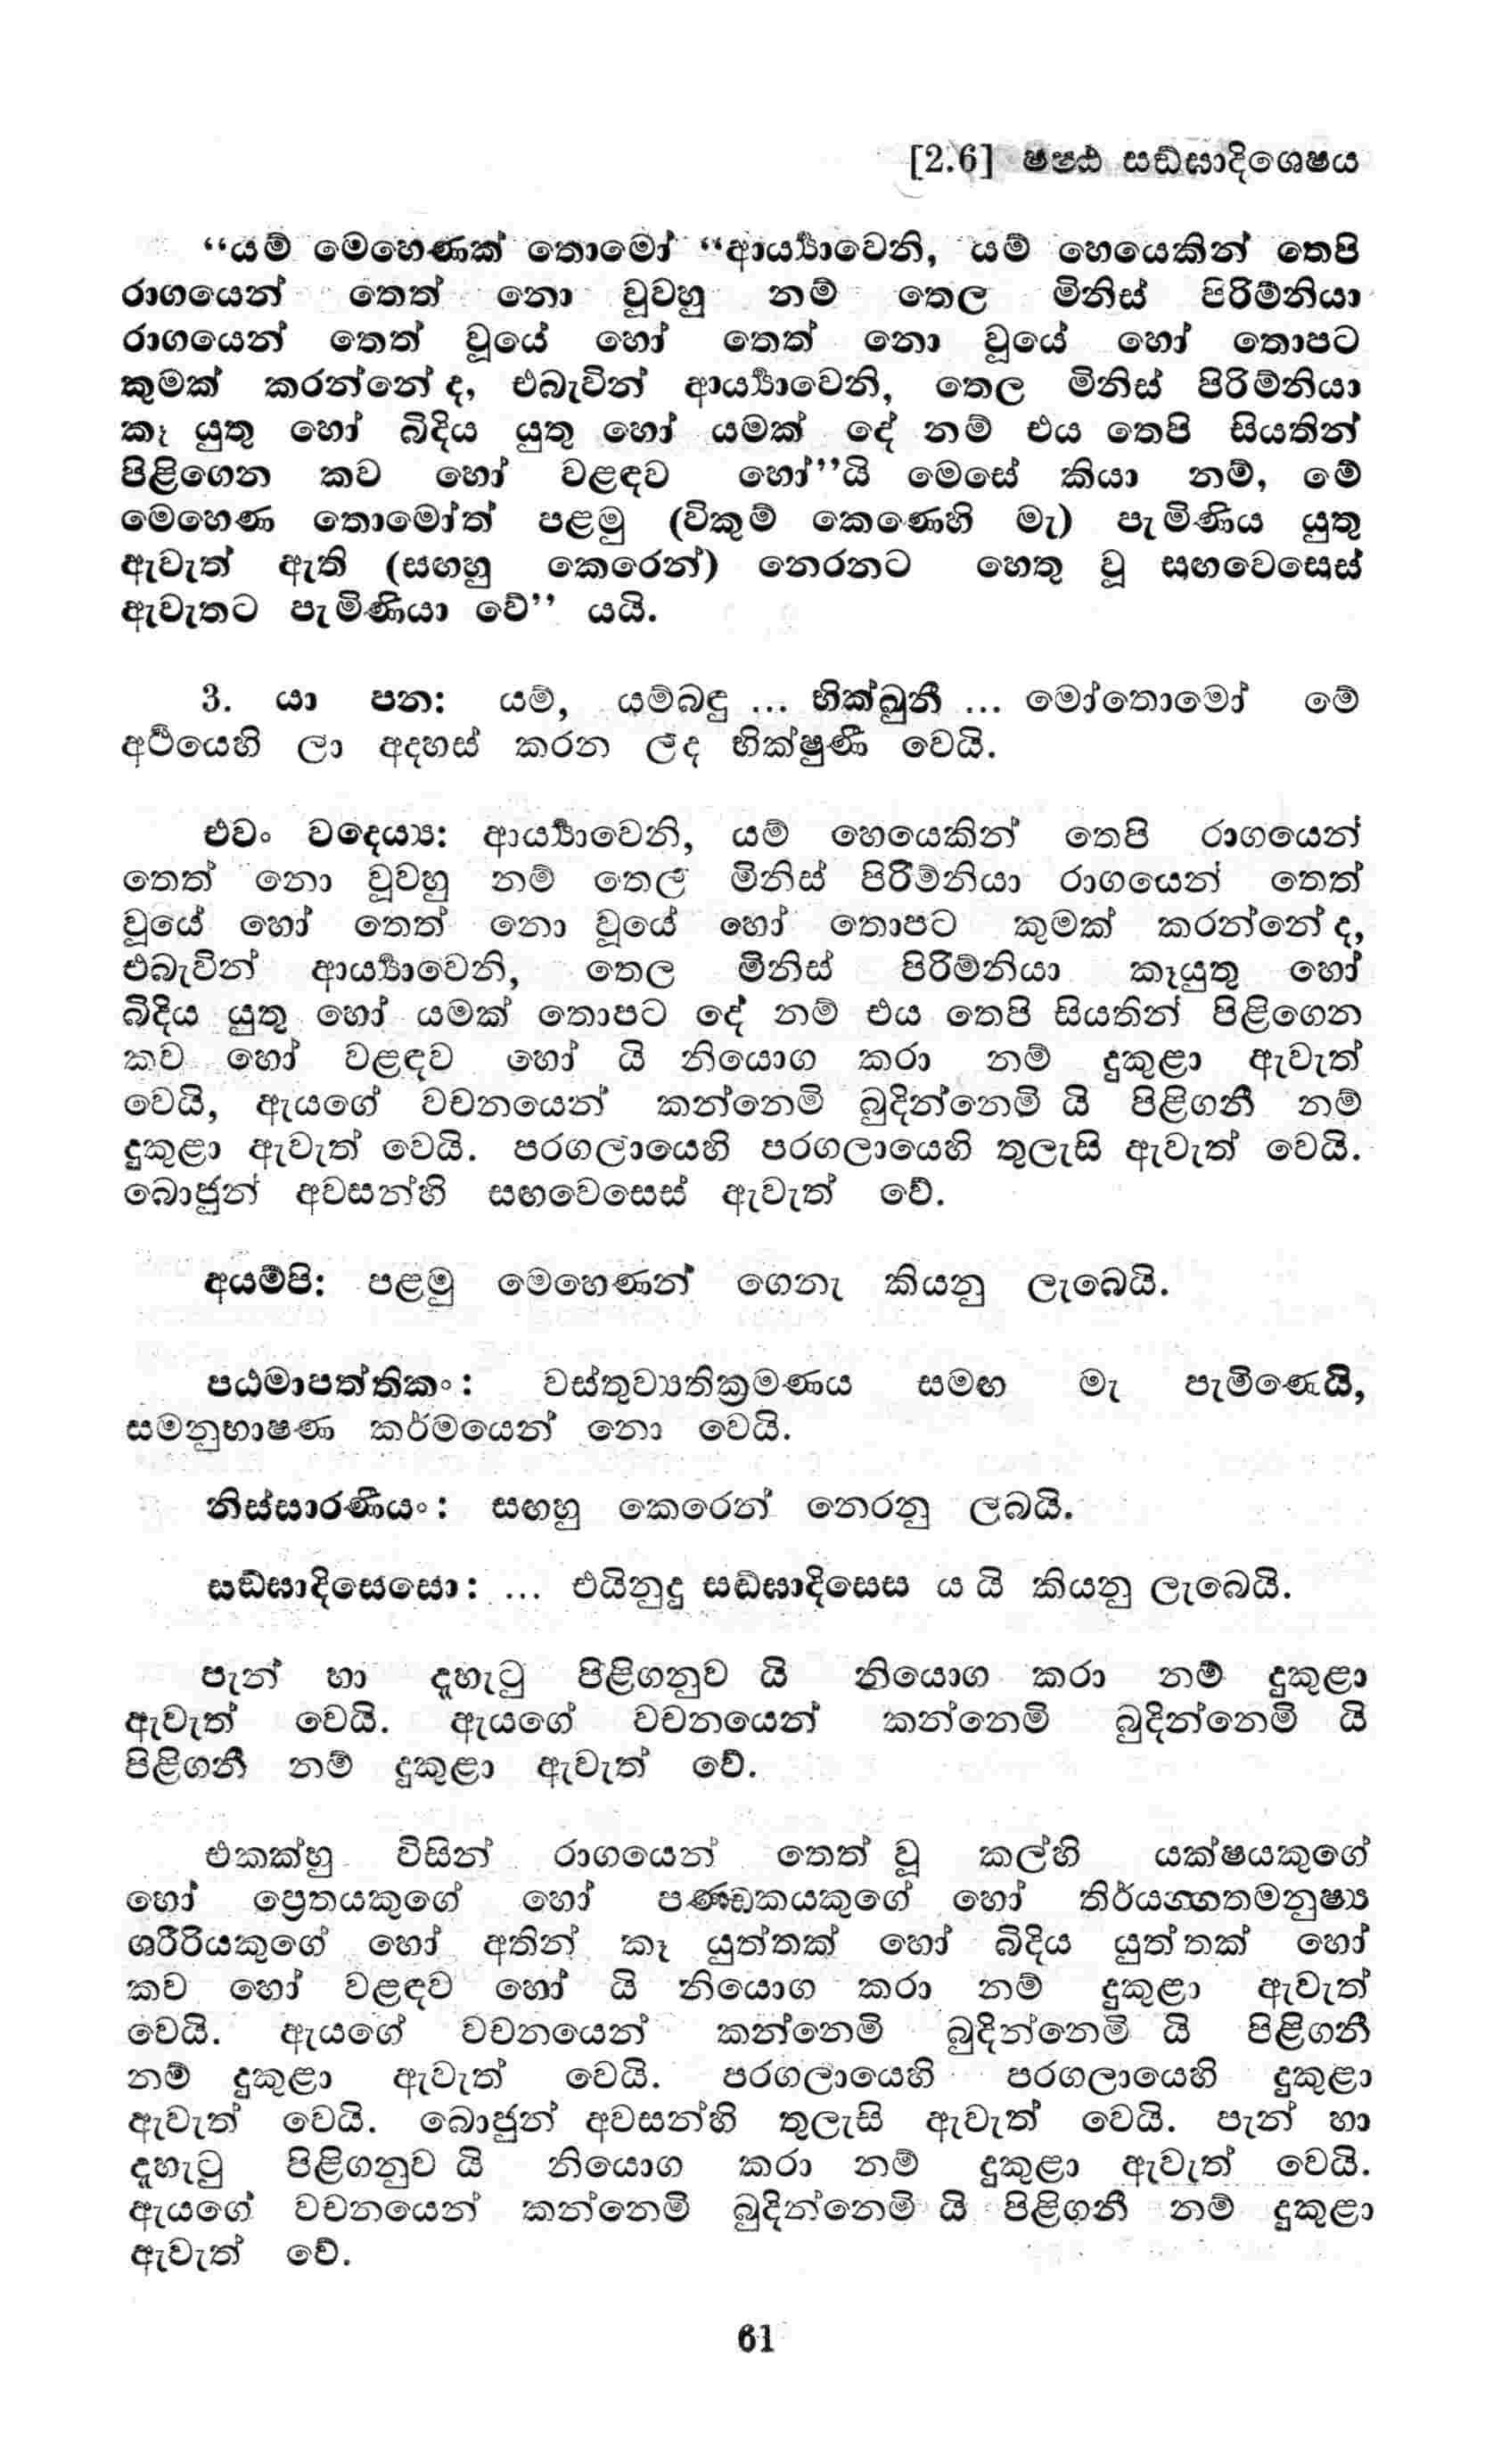 [2.6] ෂෂ්ඨ සඞ්ඝාදිශෙෂය
“යම් මෙහෙණක් තොමෝ “ආර්‍ය්‍යාවෙනි, යම් හෙයෙකින් තෙපි
රාගයෙන් තෙත් නො වූවහු නම් තෙල මිනිස් පිරිම්නියා
රාගයෙන් තෙත් වූයේ හෝ තෙත් නො වූයේ හෝ තොපට
කුමක් කරන්නේ ද, එබැවින් ආර්‍ය්‍යාවෙනි, තෙල මිනිස් පිරිම්නියා
කෑ යුතු හෝ බිදිය යුතු හෝ යමක් දේ නම් එය තෙපි සියතින්
පිළිගෙන කව හෝ වළඳව හෝ”යි මෙසේ කියා නම්, මේ
මෙහෙණ තොමෝත් පළමු (විකුම් කෙණෙහි මැ) පැමිණිය යුතු
ඇවැත් ඇති (සඟහු කෙරෙන්) නෙරනට හෙතු වූ සඟවෙසෙස්
ඇවැතට පැමිණියා වේ” යයි.
3. යා පන: යම්, යම්බඳු ... භික්ඛුනී ... මෝතොමෝ මේ
අර්‍ථයෙහි ලා අදහස් කරන ලද භික්ෂුණී වෙයි.
එවං වදෙය්‍ය: ආර්‍ය්‍යාවෙනි, යම් හෙයෙකින් තෙපි රාගයෙන්
තෙත් නො වූවහු නම් තෙල මිනිස් පිරිම්නියා රාගයෙන් තෙත්
වූයේ හෝ තෙත් නො වූයේ හෝ තොපට කුමක් කරන්නේ ද,
එබැවින් ආර්‍ය්‍යාවෙනි, තෙල මිනිස් පිරිම්නියා කෑයුතු හෝ
බිදිය යුතු හෝ යමක් තොපට දේ නම් එය තෙපි සියතින් පිළිගෙන
කව හෝ වළඳව හෝ යි නියොග කරා නම් දුකුළා ඇවැත්
වෙයි, ඇයගේ වචනයෙන් කන්නෙමි බුදින්නෙමි යි පිළිගනී නම්
දුකුළා ඇවැත් වෙයි. පරගලායෙහි පරගලායෙහි තුලැසි ඇවැත් වෙයි.
බොජුන් අවසන්හි සඟවෙසෙස් ඇවැත් වේ.
අයම්පි: පළමු මෙහෙණන් ගෙනැ කියනු ලැබෙයි.
පඨමාපත්තිකං: වස්තුව්‍යතික්‍රමණය සමඟ මැ පැමිණෙයි,
සමනුභාෂණ කර්මයෙන් නො වෙයි.
නිස්සාරණීයං: සඟහු කෙරෙන් නෙරනු ලබයි.
සඞ්ඝාදිසෙසො: ... එයිනුදු සඞ්ඝාදිසෙස ය යි කියනු ලැබෙයි.
පැන් හා දැහැටු පිළිගනුව යි නියොග කරා නම් දුකුළා
ඇවැත් වෙයි. ඇයගේ වචනයෙන් කන්නෙමි බුදින්නෙමි යි
පිළිගනී නම් දුකුළා ඇවැත් වේ.
එකක්හු විසින් රාගයෙන් තෙත් වූ කල්හි යක්ෂයකුගේ
හෝ ප්‍රෙතයකුගේ හෝ පණ්ඩකයකුගේ හෝ තිර්යග්ගතමනුෂ්‍ය
ශරීරියකුගේ හෝ අතින් කෑ යුත්තක් හෝ බිදිය යුත්තක් හෝ
කව හෝ වළඳව හෝ යි නියොග කරා නම් දුකුළා ඇවැත්
වෙයි. ඇයගේ වචනයෙන් කන්නෙමි බුදින්නෙමි යි පිළිගනී
නම් දුකුළා ඇවැත් වෙයි. පරගලායෙහි පරගලායෙහි දුකුළා
ඇවැත් වෙයි. බොජුන් අවසන්හි තුලැසි ඇවැත් වෙයි. පැන් හා
දැහැටු පිළිගනුව යි නියොග කරා නම් දුකුළා ඇවැත් වෙයි.
ඇයගේ වචනයෙන් කන්නෙමි බුදින්නෙමි යි පිළිගනී නම් දුකුළා
ඇවැත් වේ.
61